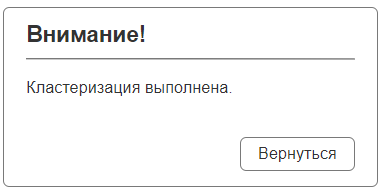 Внимание!
Кластеризация выполнена.
Вернуться